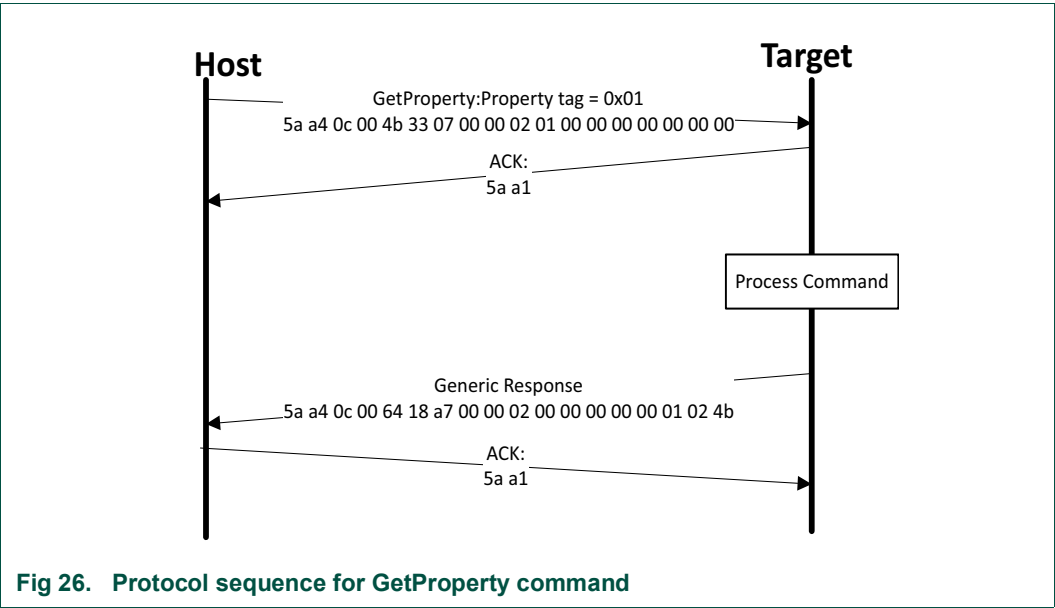 Host
Target
GetProperty:Property tag = 0x01
5a a4 0c 00 4b 33 07 00 00 02 01 00 00 00 00 00 00 00
ACK:
5a a1
Process Command
Generic Response
5a a4 0c 00 64 18 a7 00 00 02 00 00 00 00 00 01 02 4b
ACK:
5a a1
Fig 26. Protocol sequence for GetProperty command